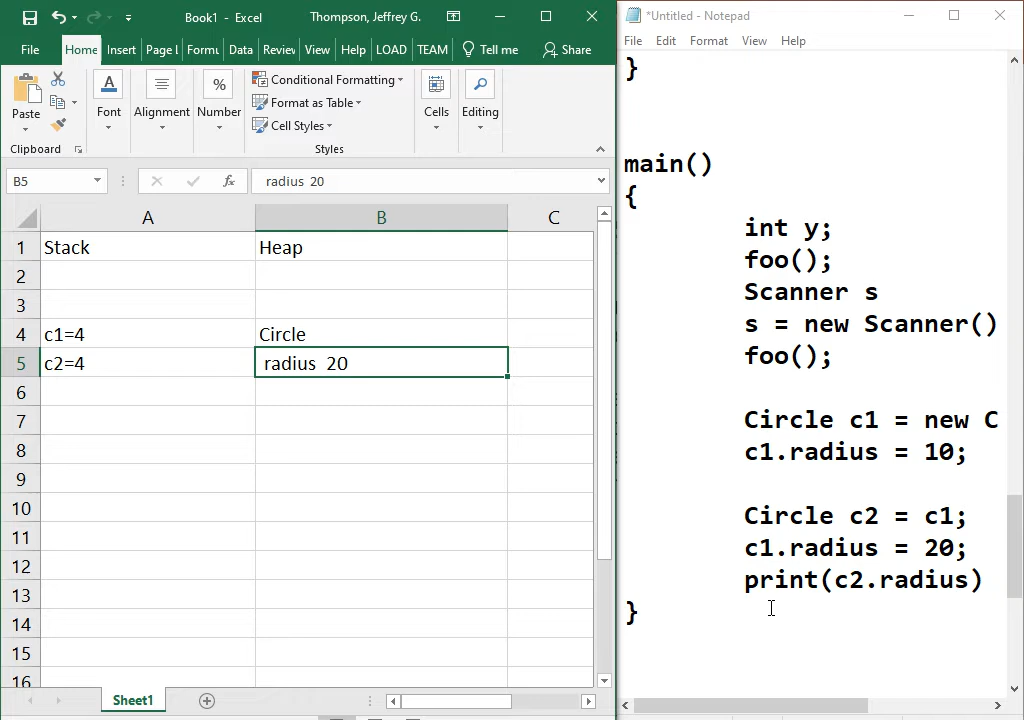 Book1 - Excel
Thompson, Jeffrey G.
File Home Insert Page l Formu Data Review View Help LOAD TEAM Tell me Share
Paste
Clipboard
Font
Alignment
%
Number
Conditional Formatting
Format as Table
Cell Styles
Styles
Cells
Editing
B5
fx
radius 20
A B C
1 Stack Heap
2
3
4 c1=4 Circle
5 c2=4 radius 20
6
7
8
9
10
11
12
13
14
15
16
Sheet1
*Untitled - Notepad
File Edit Format View Help
}
main()
{
int y;
foo();
Scanner s
s = new Scanner()
foo();
Circle c1 = new C
c1.radius = 10;
Circle c2 = c1;
c1.radius = 20;
print(c2.radius)
}